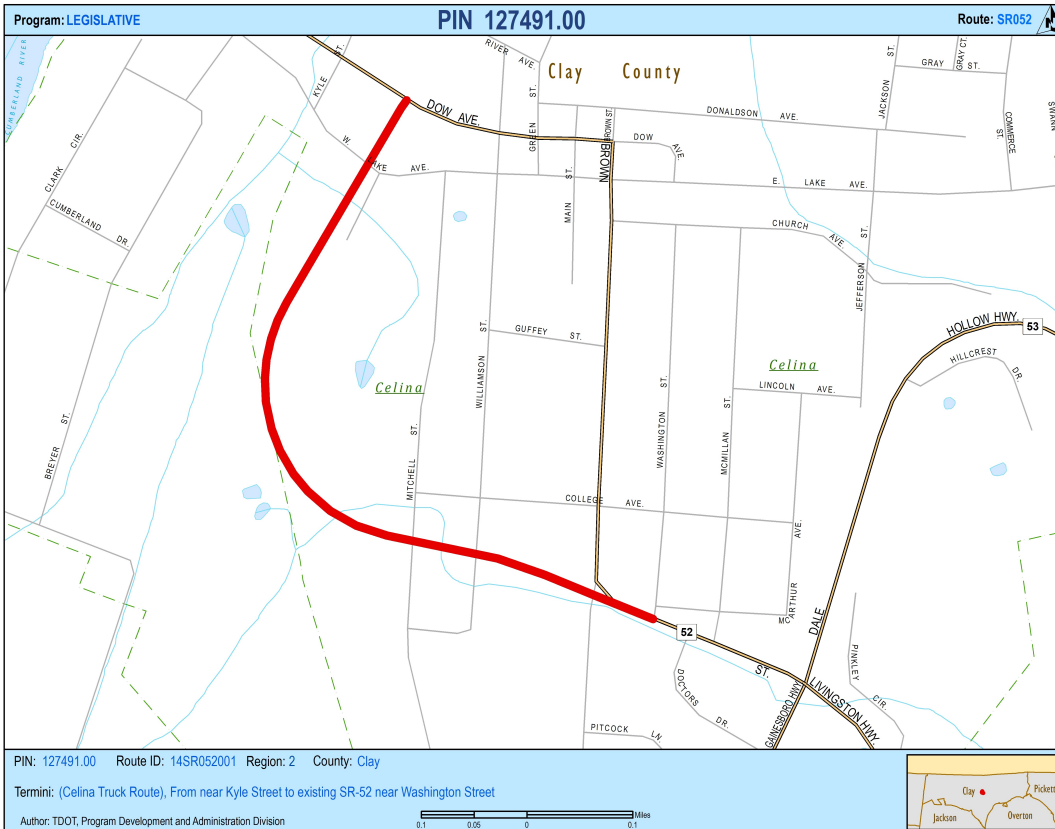 Program: LEGISLATIVE
PIN 127491.00
Route: SR052
N
CUMBERLAND RIVER
KYLE ST.
RIVER AVE.
Clay County
GREEN ST.
JACKSON ST.
GRAY ST.
GRAY CT.
COMMERCE ST.
DOW AVE.
BROWN ST.
DONALDSON AVE.
DOW AVE.
BROWN
CLARK CIR.
CUMBERLAND DR.
W. LAKE AVE.
MAIN ST.
E. LAKE AVE.
CHURCH AVE.
JEFFERSON ST.
HOLLOW HWY.
53
HILLCREST DR.
GUFFEY ST.
WILLIAMSON ST.
Celina
Celina
LINCOLN AVE.
BREYER ST.
MITCHELL ST.
WASHINGTON ST.
MCMILLAN ST.
COLLEGE AVE.
MC ARTHUR AVE.
DALE
52
ST.
PINKLEY CIR.
DOCTORS DR.
PITCOCK LN
GAINESBORO HWY.
LIVINGSTON HWY.
PIN: 127491.00 Route ID: 14SR052001 Region: 2 County: Clay
Termini: (Celina Truck Route), From near Kyle Street to existing SR-52 near Washington Street
Author: TDOT, Program Development and Administration Division
Miles
0.1 0.05 0 0.1
Clay
Pickett
Jackson
Overton